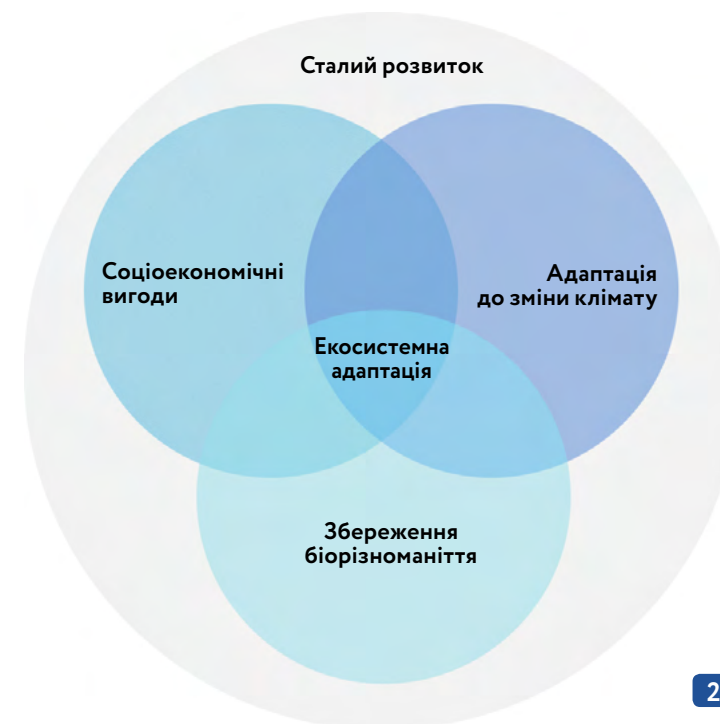 Сталий розвиток
Соціоекономічні
вигоди
Адаптація
до зміни клімату
Екосистемна
адаптація
Збереження
біорізноманіття
2